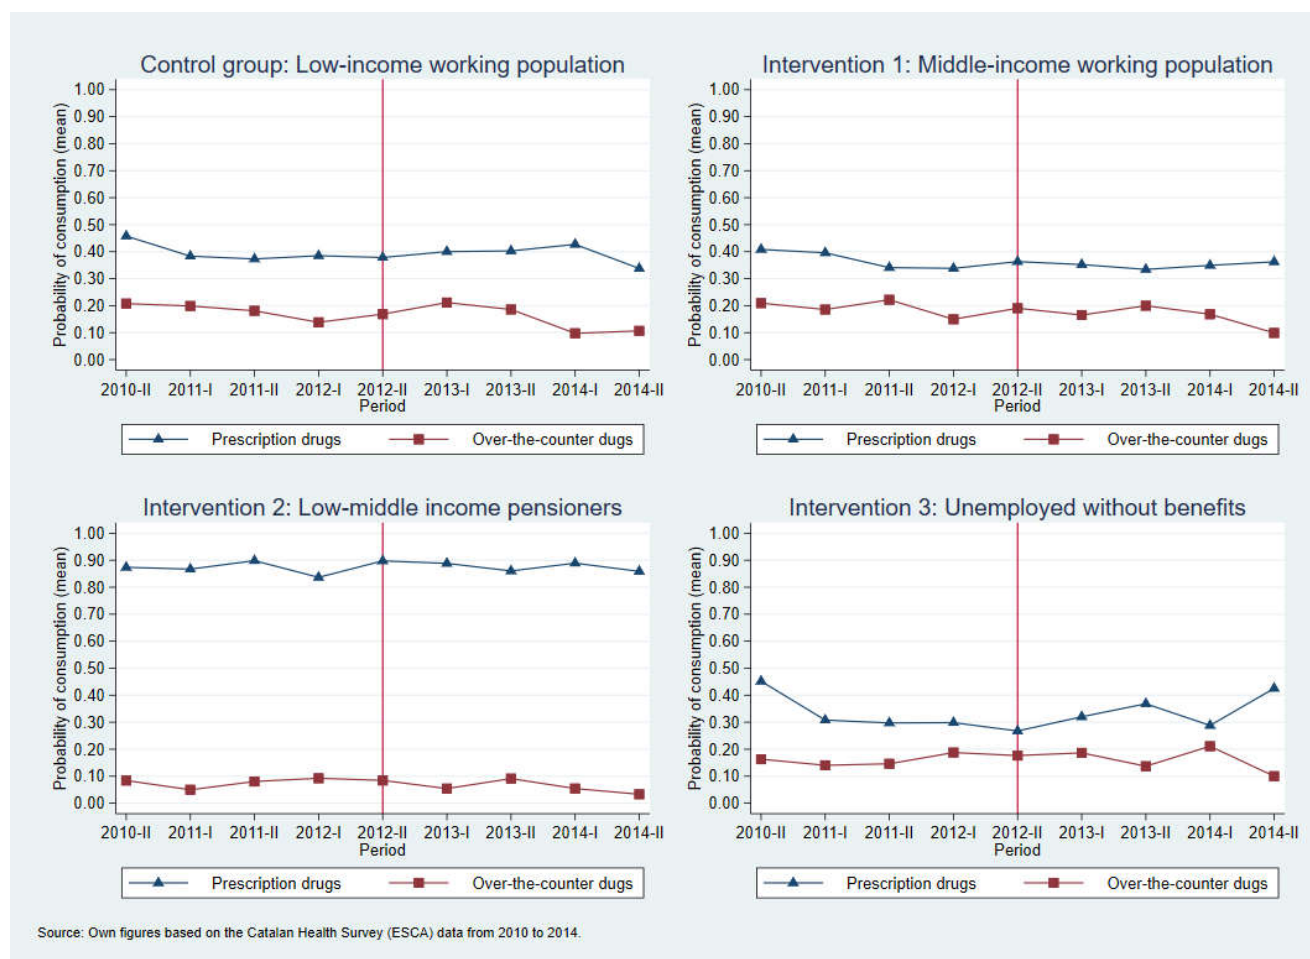 Control group: Low-income working population
Probability of consumption (mean)
1.00
0.90
0.80
0.70
0.60
0.50
0.40
0.30
0.20
0.10
0.00
2010-II 2011-I 2011-II 2012-I 2012-II 2013-I 2013-II 2014-I 2014-II
Period
Prescription drugs Over-the-counter dugs
Intervention 1: Middle-income working population
Probability of consumption (mean)
1.00
0.90
0.80
0.70
0.60
0.50
0.40
0.30
0.20
0.10
0.00
2010-II 2011-I 2011-II 2012-I 2012-II 2013-I 2013-II 2014-I 2014-II
Period
Prescription drugs Over-the-counter dugs
Intervention 2: Low-middle income pensioners
Probability of consumption (mean)
1.00
0.90
0.80
0.70
0.60
0.50
0.40
0.30
0.20
0.10
0.00
2010-II 2011-I 2011-II 2012-I 2012-II 2013-I 2013-II 2014-I 2014-II
Period
Prescription drugs Over-the-counter dugs
Intervention 3: Unemployed without benefits
Probability of consumption (mean)
1.00
0.90
0.80
0.70
0.60
0.50
0.40
0.30
0.20
0.10
0.00
2010-II 2011-I 2011-II 2012-I 2012-II 2013-I 2013-II 2014-I 2014-II
Period
Prescription drugs Over-the-counter dugs
Source: Own figures based on the Catalan Health Survey (ESCA) data from 2010 to 2014.